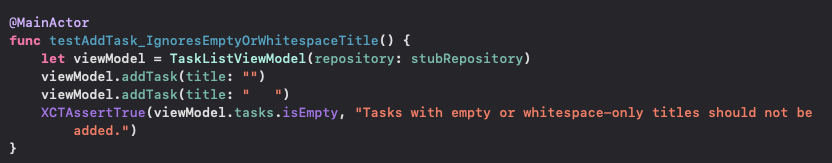 @MainActor
func testAddTask_IgnoresEmptyOrWhitespaceTitle() {
    let viewModel = TaskListViewModel(repository: stubRepository)
    viewModel.addTask(title: "")
    viewModel.addTask(title: "   ")
    XCTAssertTrue(viewModel.tasks.isEmpty, "Tasks with empty or whitespace-only titles should not be
        added.")
}